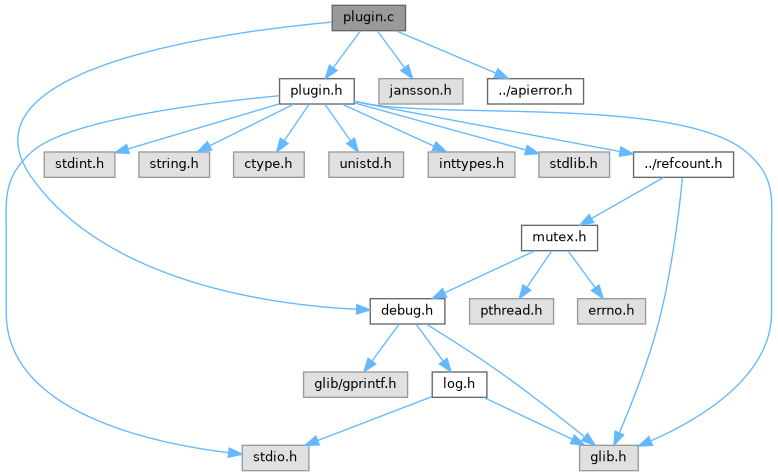 plugin.c
plugin.h
jansson.h
../apierror.h
stdint.h
string.h
ctype.h
unistd.h
inttypes.h
stdlib.h
../refcount.h
mutex.h
debug.h
pthread.h
errno.h
glib/gprintf.h
log.h
stdio.h
glib.h